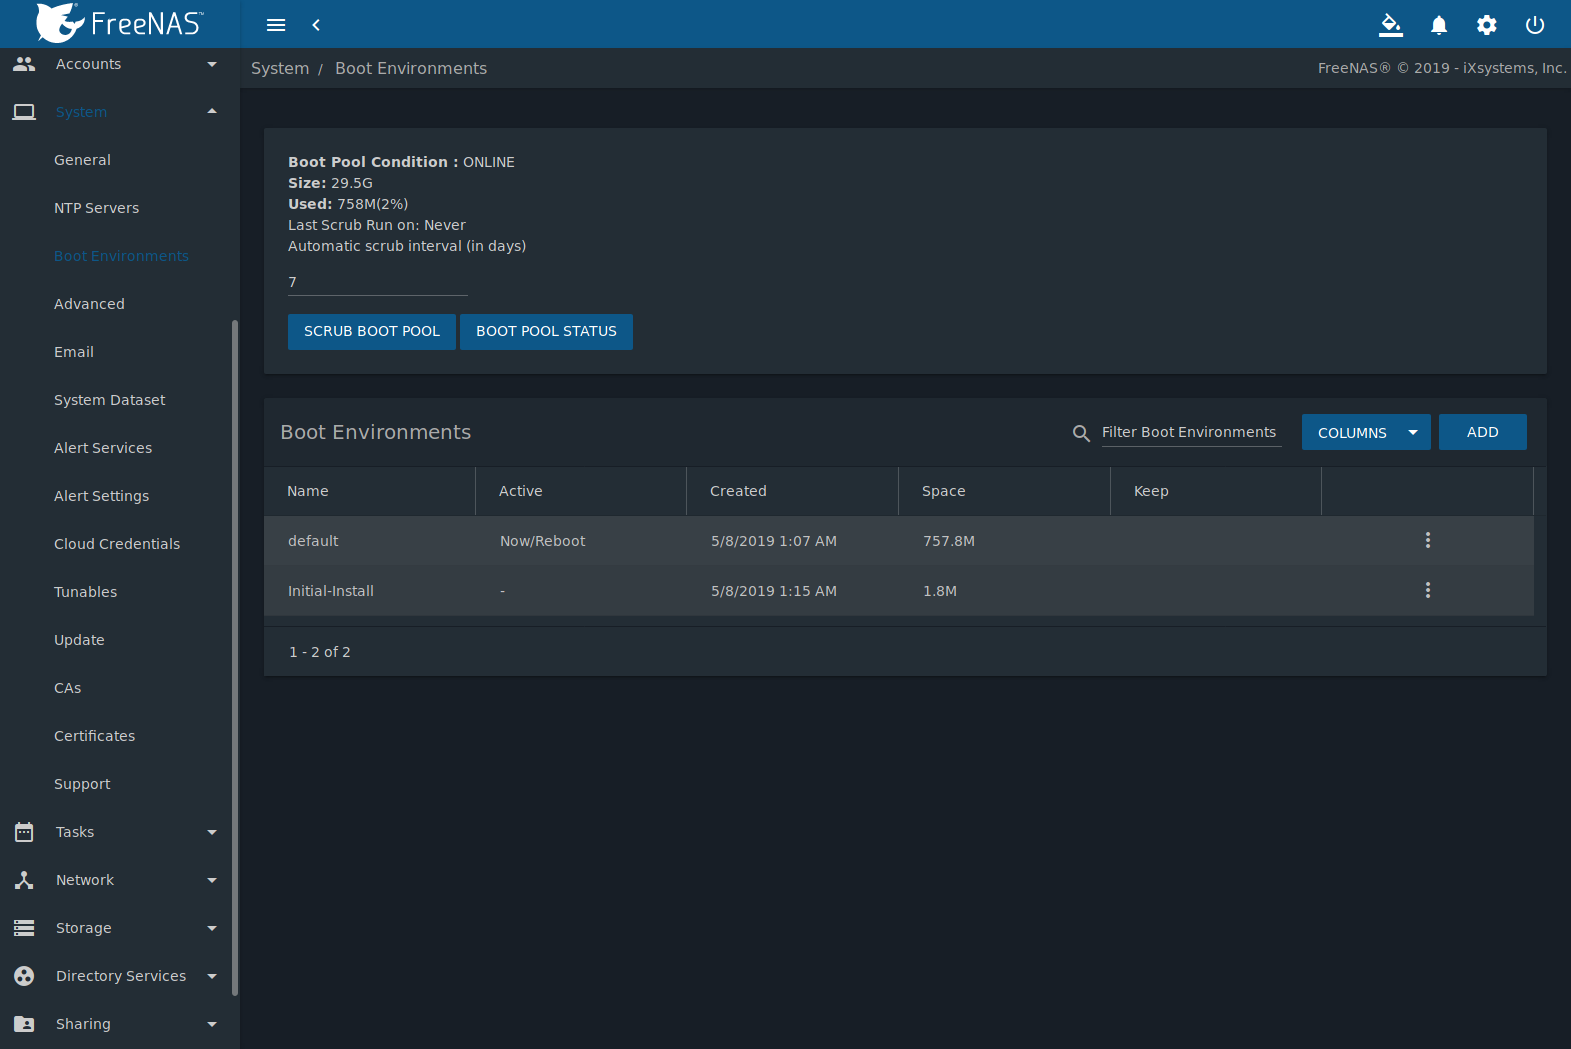 FreeNAS™
Accounts
System
General
NTP Servers
Boot Environments
Advanced
Email
System Dataset
Alert Services
Alert Settings
Cloud Credentials
Tunables
Update
CAs
Certificates
Support
Tasks
Network
Storage
Directory Services
Sharing
System / Boot Environments
FreeNAS® © 2019 - iXsystems, Inc.
Boot Pool Condition : ONLINE
Size: 29.5G
Used: 758M(2%)
Last Scrub Run on: Never
Automatic scrub interval (in days)
7
SCRUB BOOT POOL BOOT POOL STATUS
Boot Environments Filter Boot Environments COLUMNS ADD
Name Active Created Space Keep
default Now/Reboot 5/8/2019 1:07 AM 757.8M
Initial-Install - 5/8/2019 1:15 AM 1.8M
1 - 2 of 2